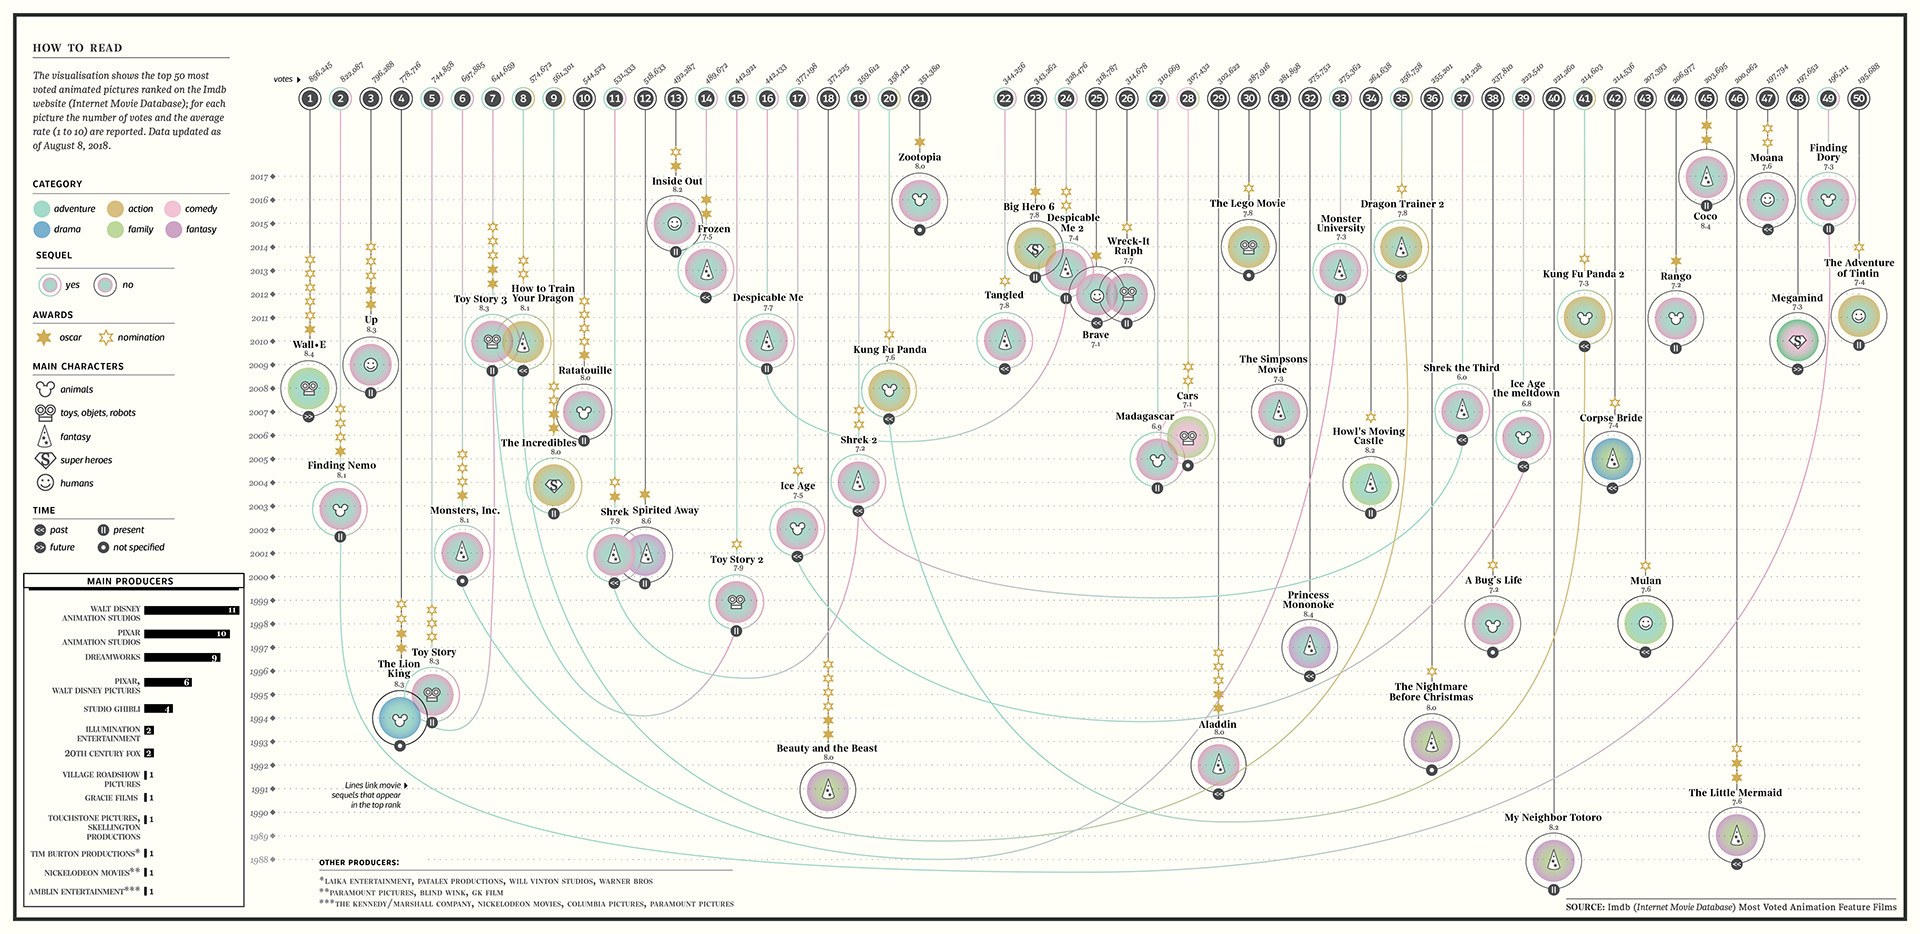 HOW TO READ
The visualisation shows the top 50 most
voted animated pictures ranked on the Imdb
website (Internet Movie Database); for each
picture the number of votes and the average
rate (1 to 10) are reported. Data updated as
of August 8, 2018.
CATEGORY
adventure action comedy
drama family fantasy
SEQUEL
yes no
AWARDS
oscar nomination
MAIN CHARACTERS
animals
toys, objets, robots
fantasy
super heroes
humans
TIME
past present
future not specified
MAIN PRODUCERS
WALT DISNEY
ANIMATION STUDIOS 11
PIXAR
ANIMATION STUDIOS 10
DREAMWORKS 9
PIXAR,
WALT DISNEY PICTURES 6
STUDIO GHIBLI 4
ILLUMINATION
ENTERTAINMENT 2
20TH CENTURY FOX 2
VILLAGE ROADSHOW
PICTURES 1
GRACIE FILMS 1
TOUCHSTONE PICTURES,
SKELLINGTON
PRODUCTIONS 1
TIM BURTON PRODUCTIONS* 1
NICKELODEON MOVIES** 1
AMBLIN ENTERTAINMENT*** 1
votes 856,245 822,087 796,288 778,716 744,858 697,885 644,659 574,672 561,301 544,523 531,333 518,633 492,387 489,672 442,921 442,133 377,198 371,225 359,612 358,421 351,380 344,256 343,262 338,476 318,787 314,678 310,669 307,432 302,622 287,916 281,898 275,752 275,362 264,638 256,758 255,201 241,228 237,810 232,540 221,260 214,603 214,536 207,393 206,977 203,695 200,062 197,794 197,652 196,211 195,688
1 2 3 4 5 6 7 8 9 10 11 12 13 14 15 16 17 18 19 20 21 22 23 24 25 26 27 28 29 30 31 32 33 34 35 36 37 38 39 40 41 42 43 44 45 46 47 48 49 50
2017
2016
2015
2014
2013
2012
2011
2010
2009
2008
2007
2006
2005
2004
2003
2002
2001
2000
1999
1998
1997
1996
1995
1994
1993
1992
1991
1990
1989
1988
Wall•E
8.4
Finding Nemo
8.1
Up
8.3
The Lion
King
8.3
Toy Story
8.3
Monsters, Inc.
8.1
Toy Story 3
8.3
How to Train
Your Dragon
8.1
The Incredibles
8.0
Ratatouille
8.0
Shrek
7.9
Spirited Away
8.6
Inside Out
8.2
Frozen
7.5
Toy Story 2
7.9
Despicable Me
7.7
Ice Age
7.5
Beauty and the Beast
8.0
Shrek 2
7.2
Kung Fu Panda
7.6
Zootopia
8.0
Tangled
7.8
Big Hero 6
7.8
Despicable
Me 2
7.4
Brave
7.1
Wreck-It
Ralph
7.7
Madagascar
6.9
Cars
7.1
Aladdin
8.0
The Lego Movie
7.8
The Simpsons
Movie
7.3
Princess
Mononoke
8.4
Monster
University
7.3
Howl's Moving
Castle
8.2
Dragon Trainer 2
7.8
The Nightmare
Before Christmas
8.0
Shrek the Third
6.0
A Bug's Life
7.2
Ice Age
the meltdown
6.8
My Neighbor Totoro
8.2
Kung Fu Panda 2
7.3
Corpse Bride
7.4
Mulan
7.6
Rango
7.2
Coco
8.4
The Little Mermaid
7.6
Moana
7.6
Megamind
7.3
Finding
Dory
7.3
The Adventure
of Tintin
7.4
Lines link movie
sequels that appear
in the top rank
OTHER PRODUCERS:
*LAIKA ENTERTAINMENT, PATALEX PRODUCTIONS, WILL VINTON STUDIOS, WARNER BROS
**PARAMOUNT PICTURES, BLIND WINK, GK FILM
***THE KENNEDY/MARSHALL COMPANY, NICKELODEON MOVIES, COLUMBIA PICTURES, PARAMOUNT PICTURES
SOURCE: Imdb (Internet Movie Database) Most Voted Animation Feature Films